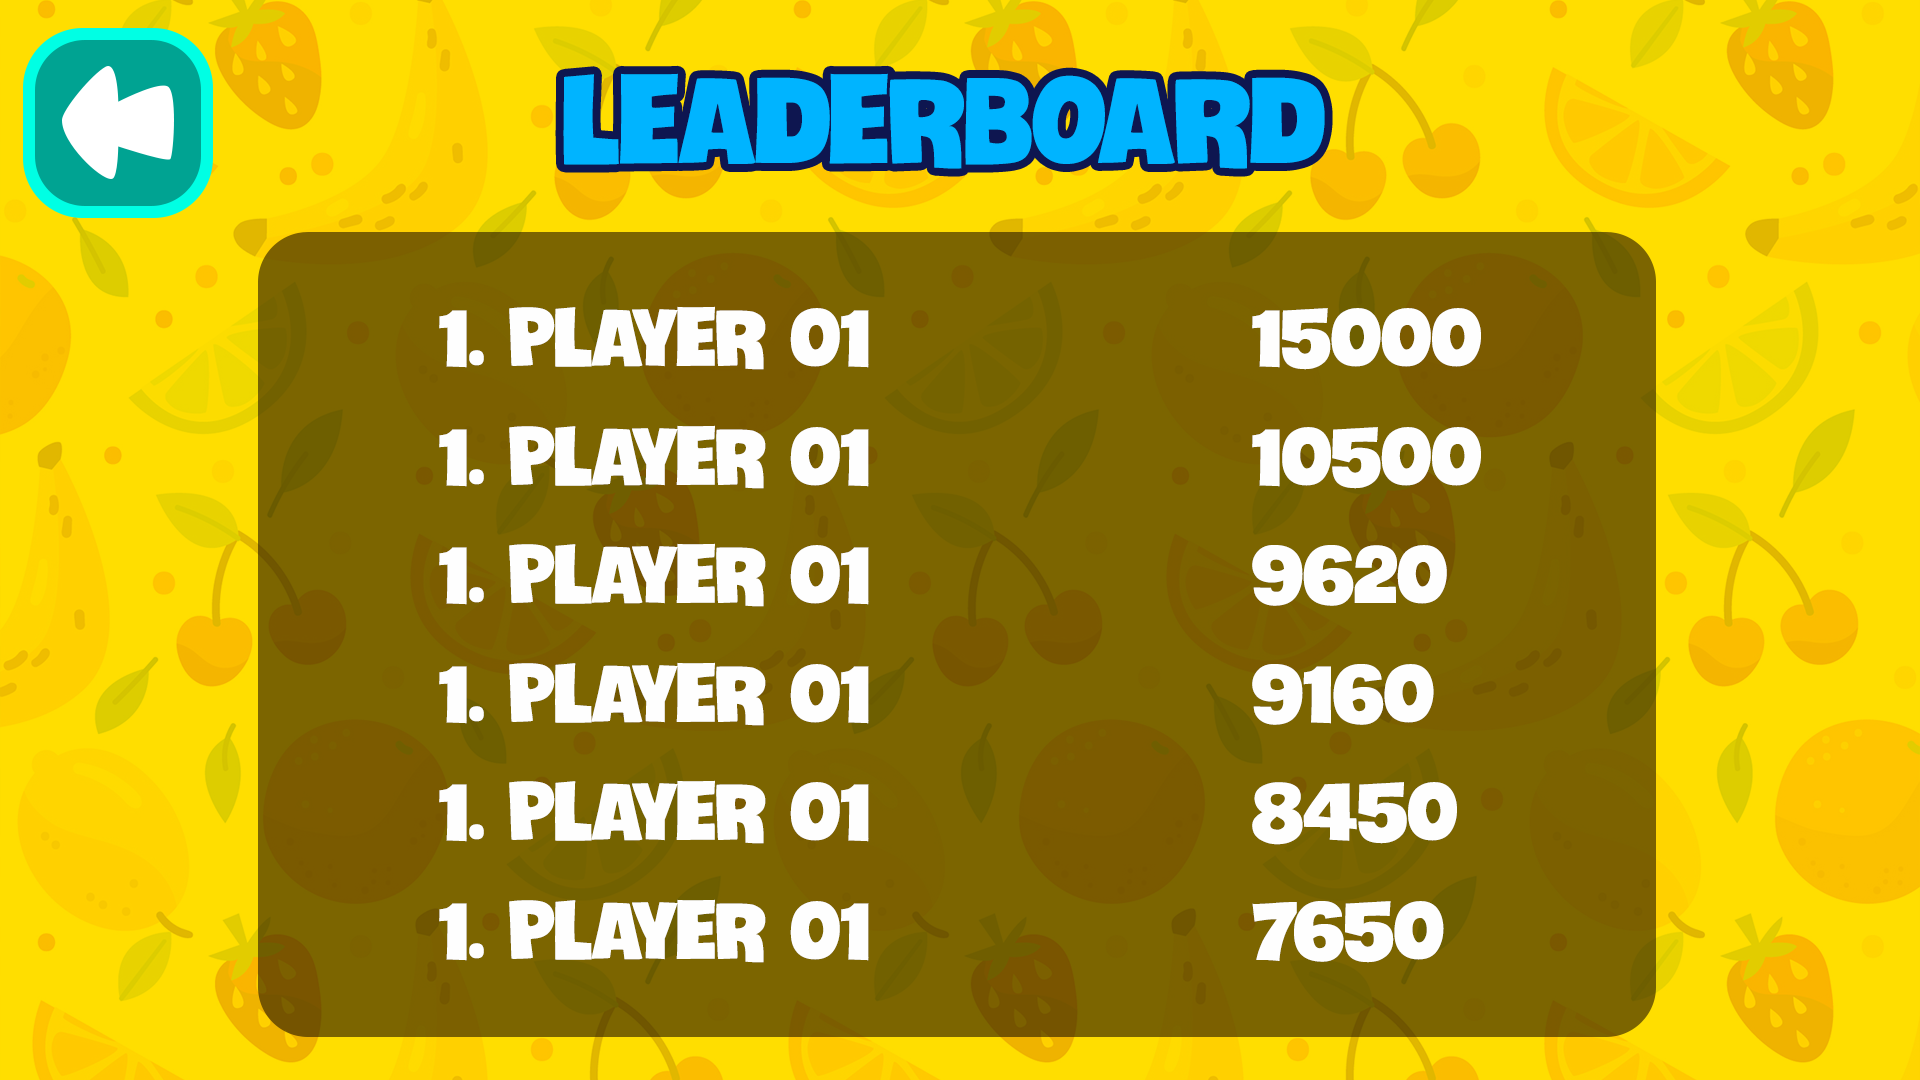 LEADERBOARD
1. PLAYER 01 15000
1. PLAYER 01 10500
1. PLAYER 01 9620
1. PLAYER 01 9160
1. PLAYER 01 8450
1. PLAYER 01 7650